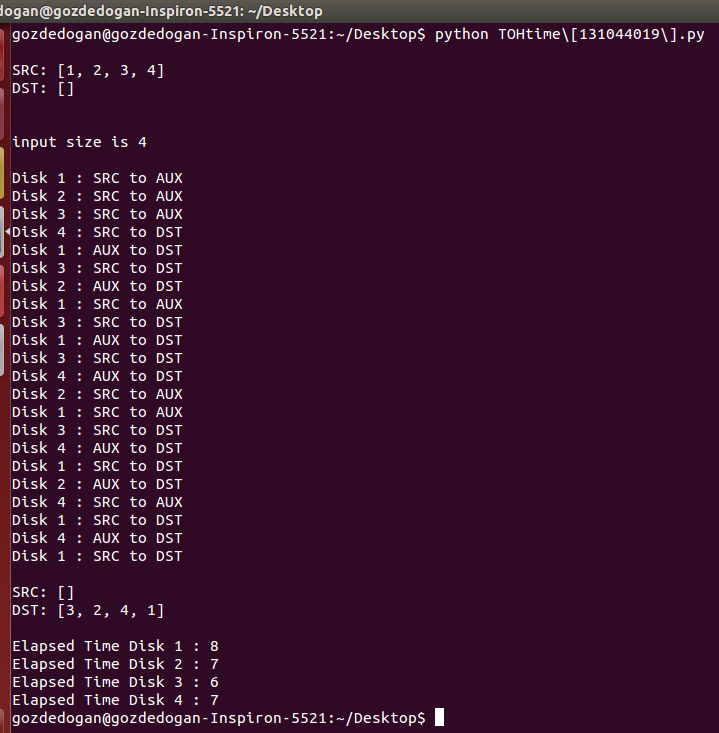 dogan@gozdedogan-Inspiron-5521: ~/Desktop
gozdedogan@gozdedogan-Inspiron-5521:~/Desktop$ python TOHtime\[131044019\].py
SRC: [1, 2, 3, 4]
DST: []
input size is 4
Disk 1 : SRC to AUX
Disk 2 : SRC to AUX
Disk 3 : SRC to AUX
Disk 4 : SRC to DST
Disk 1 : AUX to DST
Disk 3 : SRC to DST
Disk 2 : AUX to DST
Disk 1 : SRC to AUX
Disk 3 : SRC to DST
Disk 1 : AUX to DST
Disk 3 : SRC to DST
Disk 4 : AUX to DST
Disk 2 : SRC to AUX
Disk 1 : SRC to AUX
Disk 3 : SRC to DST
Disk 4 : AUX to DST
Disk 1 : SRC to DST
Disk 2 : AUX to DST
Disk 4 : SRC to AUX
Disk 1 : SRC to DST
Disk 4 : AUX to DST
Disk 1 : SRC to DST
SRC: []
DST: [3, 2, 4, 1]
Elapsed Time Disk 1 : 8
Elapsed Time Disk 2 : 7
Elapsed Time Disk 3 : 6
Elapsed Time Disk 4 : 7
gozdedogan@gozdedogan-Inspiron-5521:~/Desktop$